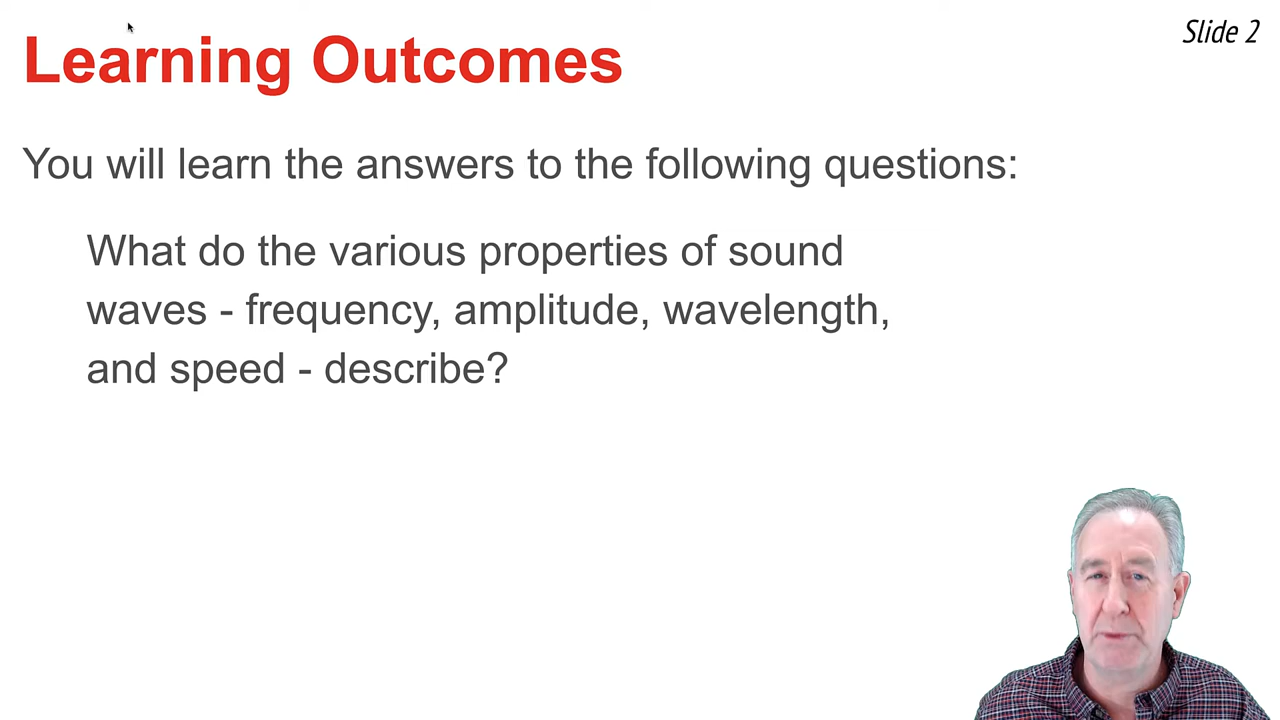 Slide 2
Learning Outcomes
You will learn the answers to the following questions:
What do the various properties of sound
waves - frequency, amplitude, wavelength,
and speed - describe?